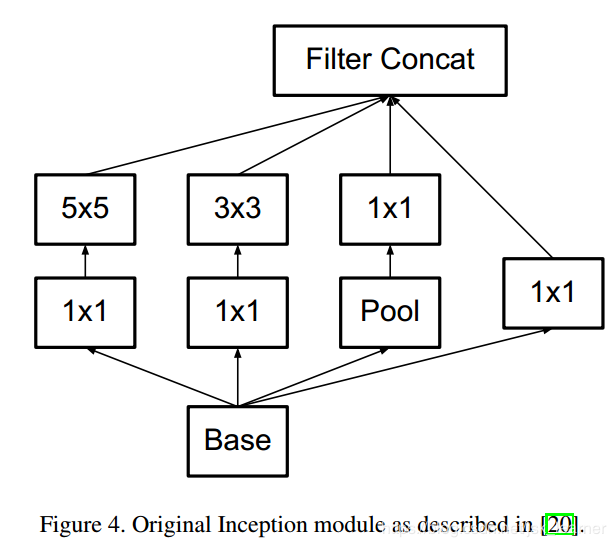 Filter Concat
5x5 3x3 1x1
1x1
1x1 1x1 Pool
Base
Figure 4. Original Inception module as described in [20].